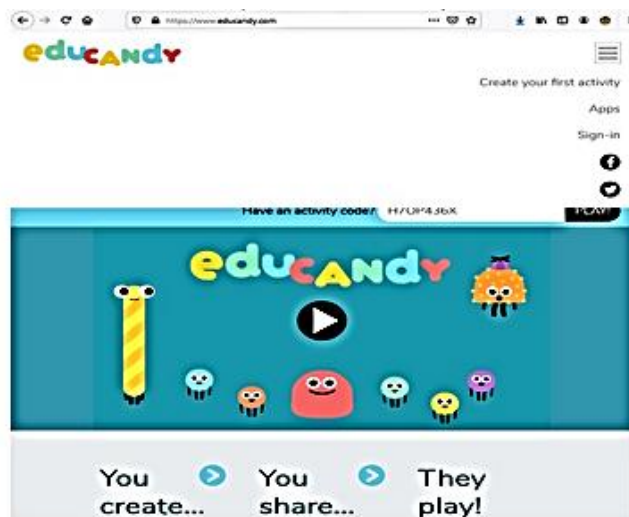 https://www.educandy.com
educandy
Create your first activity
Apps
Sign-in
Have an activity code? H7OP436X PLAY!
educandy
You create... You share... They play!